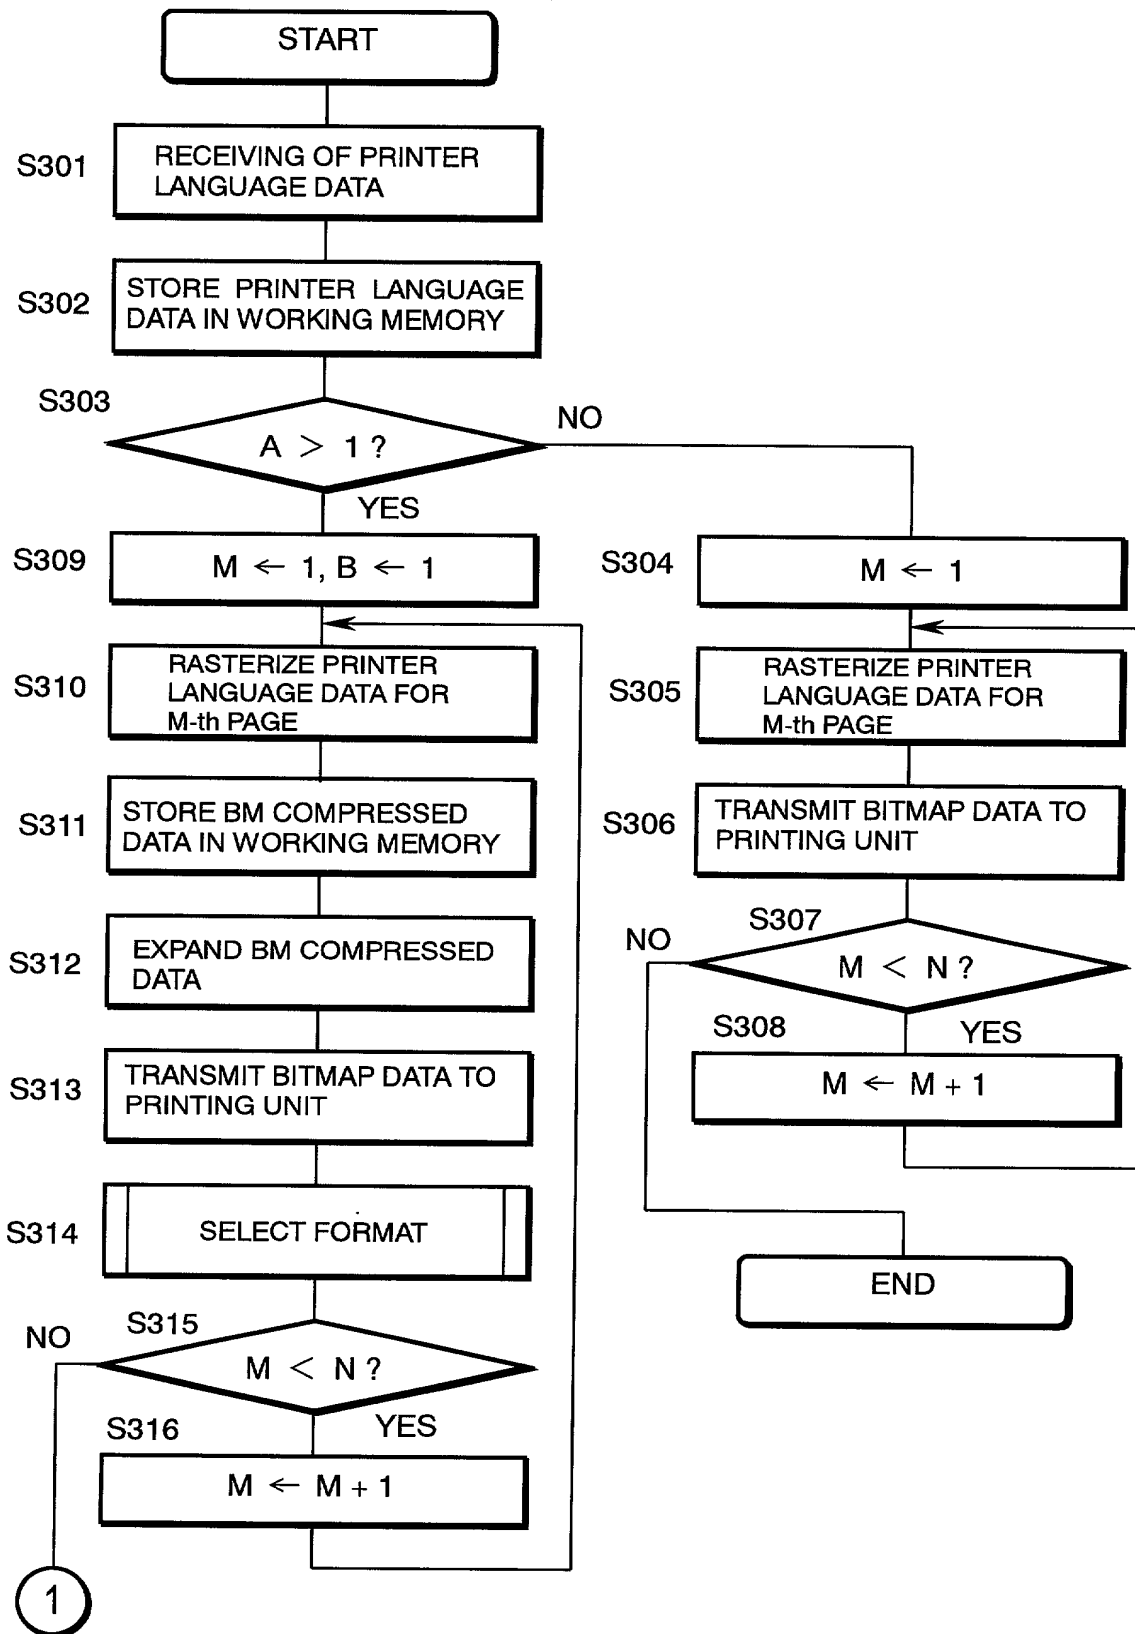 START
S301
RECEIVING OF PRINTER
LANGUAGE DATA
S302
STORE PRINTER LANGUAGE
DATA IN WORKING MEMORY
S303
A > 1 ?
NO
YES
S309
M ← 1, B ← 1
S310
RASTERIZE PRINTER
LANGUAGE DATA FOR
M-th PAGE
S311
STORE BM COMPRESSED
DATA IN WORKING MEMORY
S312
EXPAND BM COMPRESSED
DATA
S313
TRANSMIT BITMAP DATA TO
PRINTING UNIT
S314
SELECT FORMAT
S315
NO
M < N ?
YES
S316
M ← M + 1
1
S304
M ← 1
S305
RASTERIZE PRINTER
LANGUAGE DATA FOR
M-th PAGE
S306
TRANSMIT BITMAP DATA TO
PRINTING UNIT
S307
NO
M < N ?
YES
S308
M ← M + 1
END